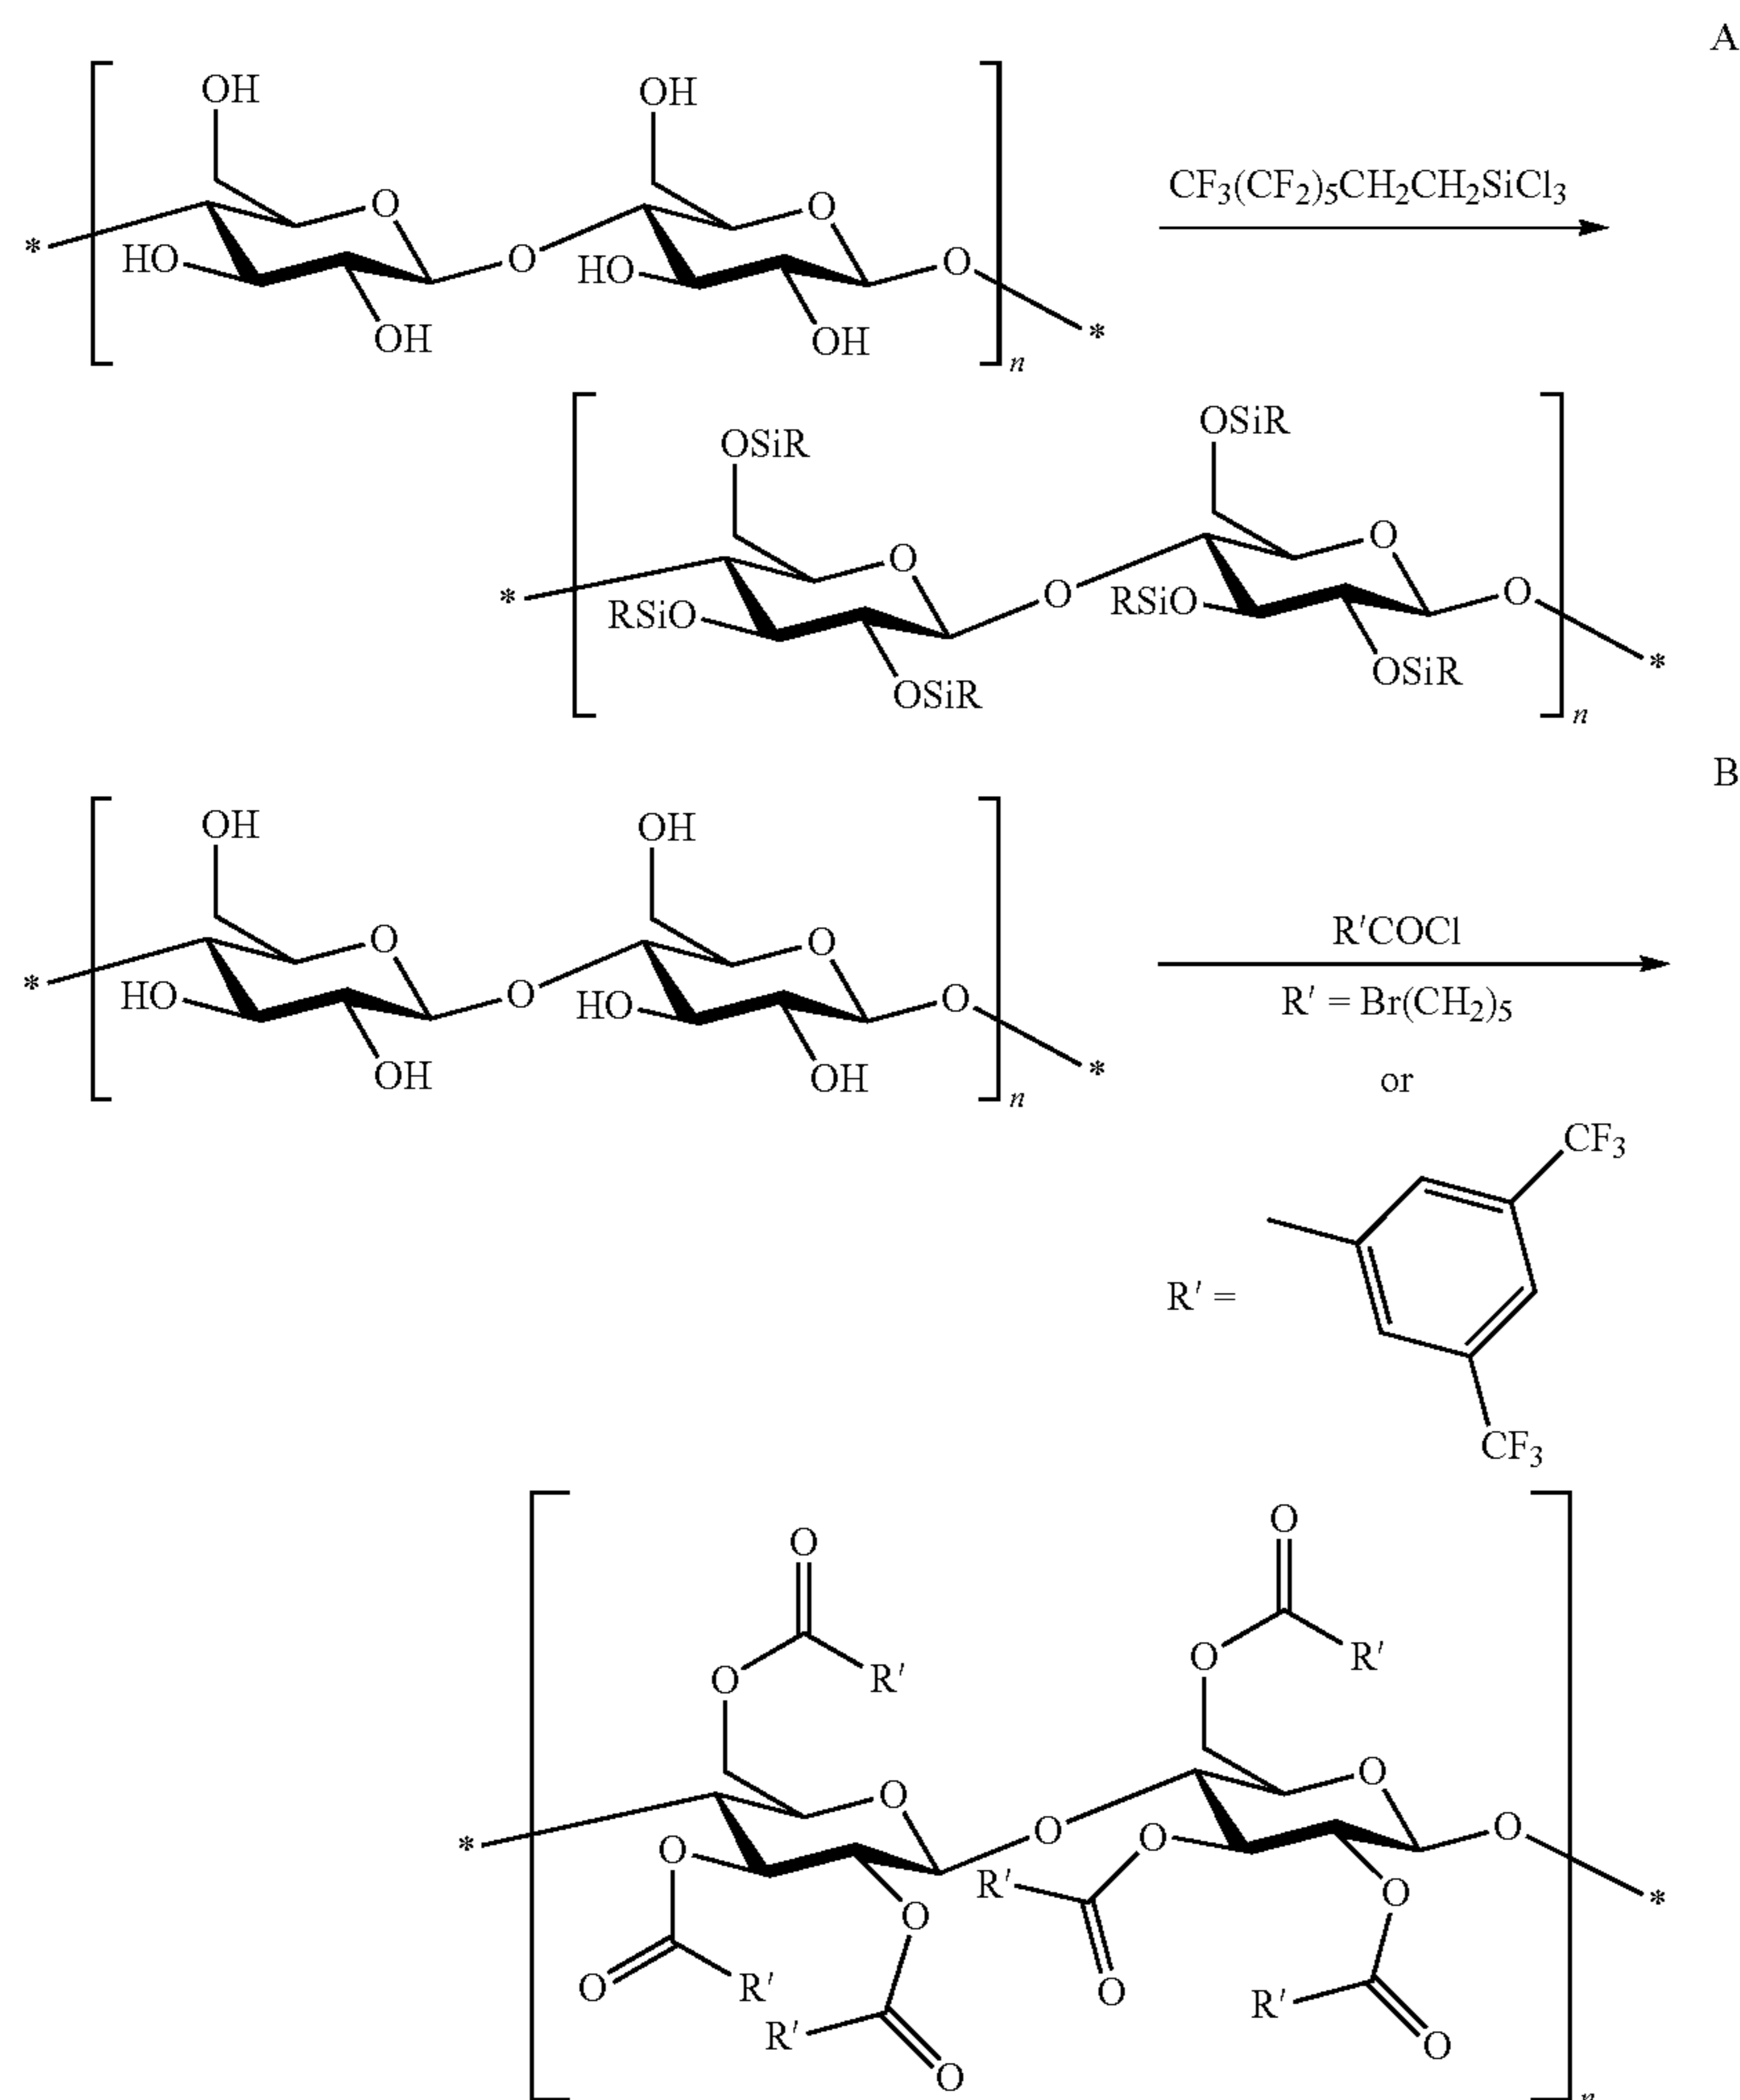 A
OH OH
* O O
HO O HO O
OH OH *
n
CF3(CF2)5CH2CH2SiCl3
OSiR OSiR
O O
* RSiO O RSiO O
OSiR OSiR *
n
B
OH OH
O O
* HO O HO O
OH OH *
n
R′COCl
R′ = Br(CH2)5
or
CF3
R′ =
CF3
O O
O R′ O R′
O O
* O O O O
R′ O O *
O R′ R′ O O R′ O
n